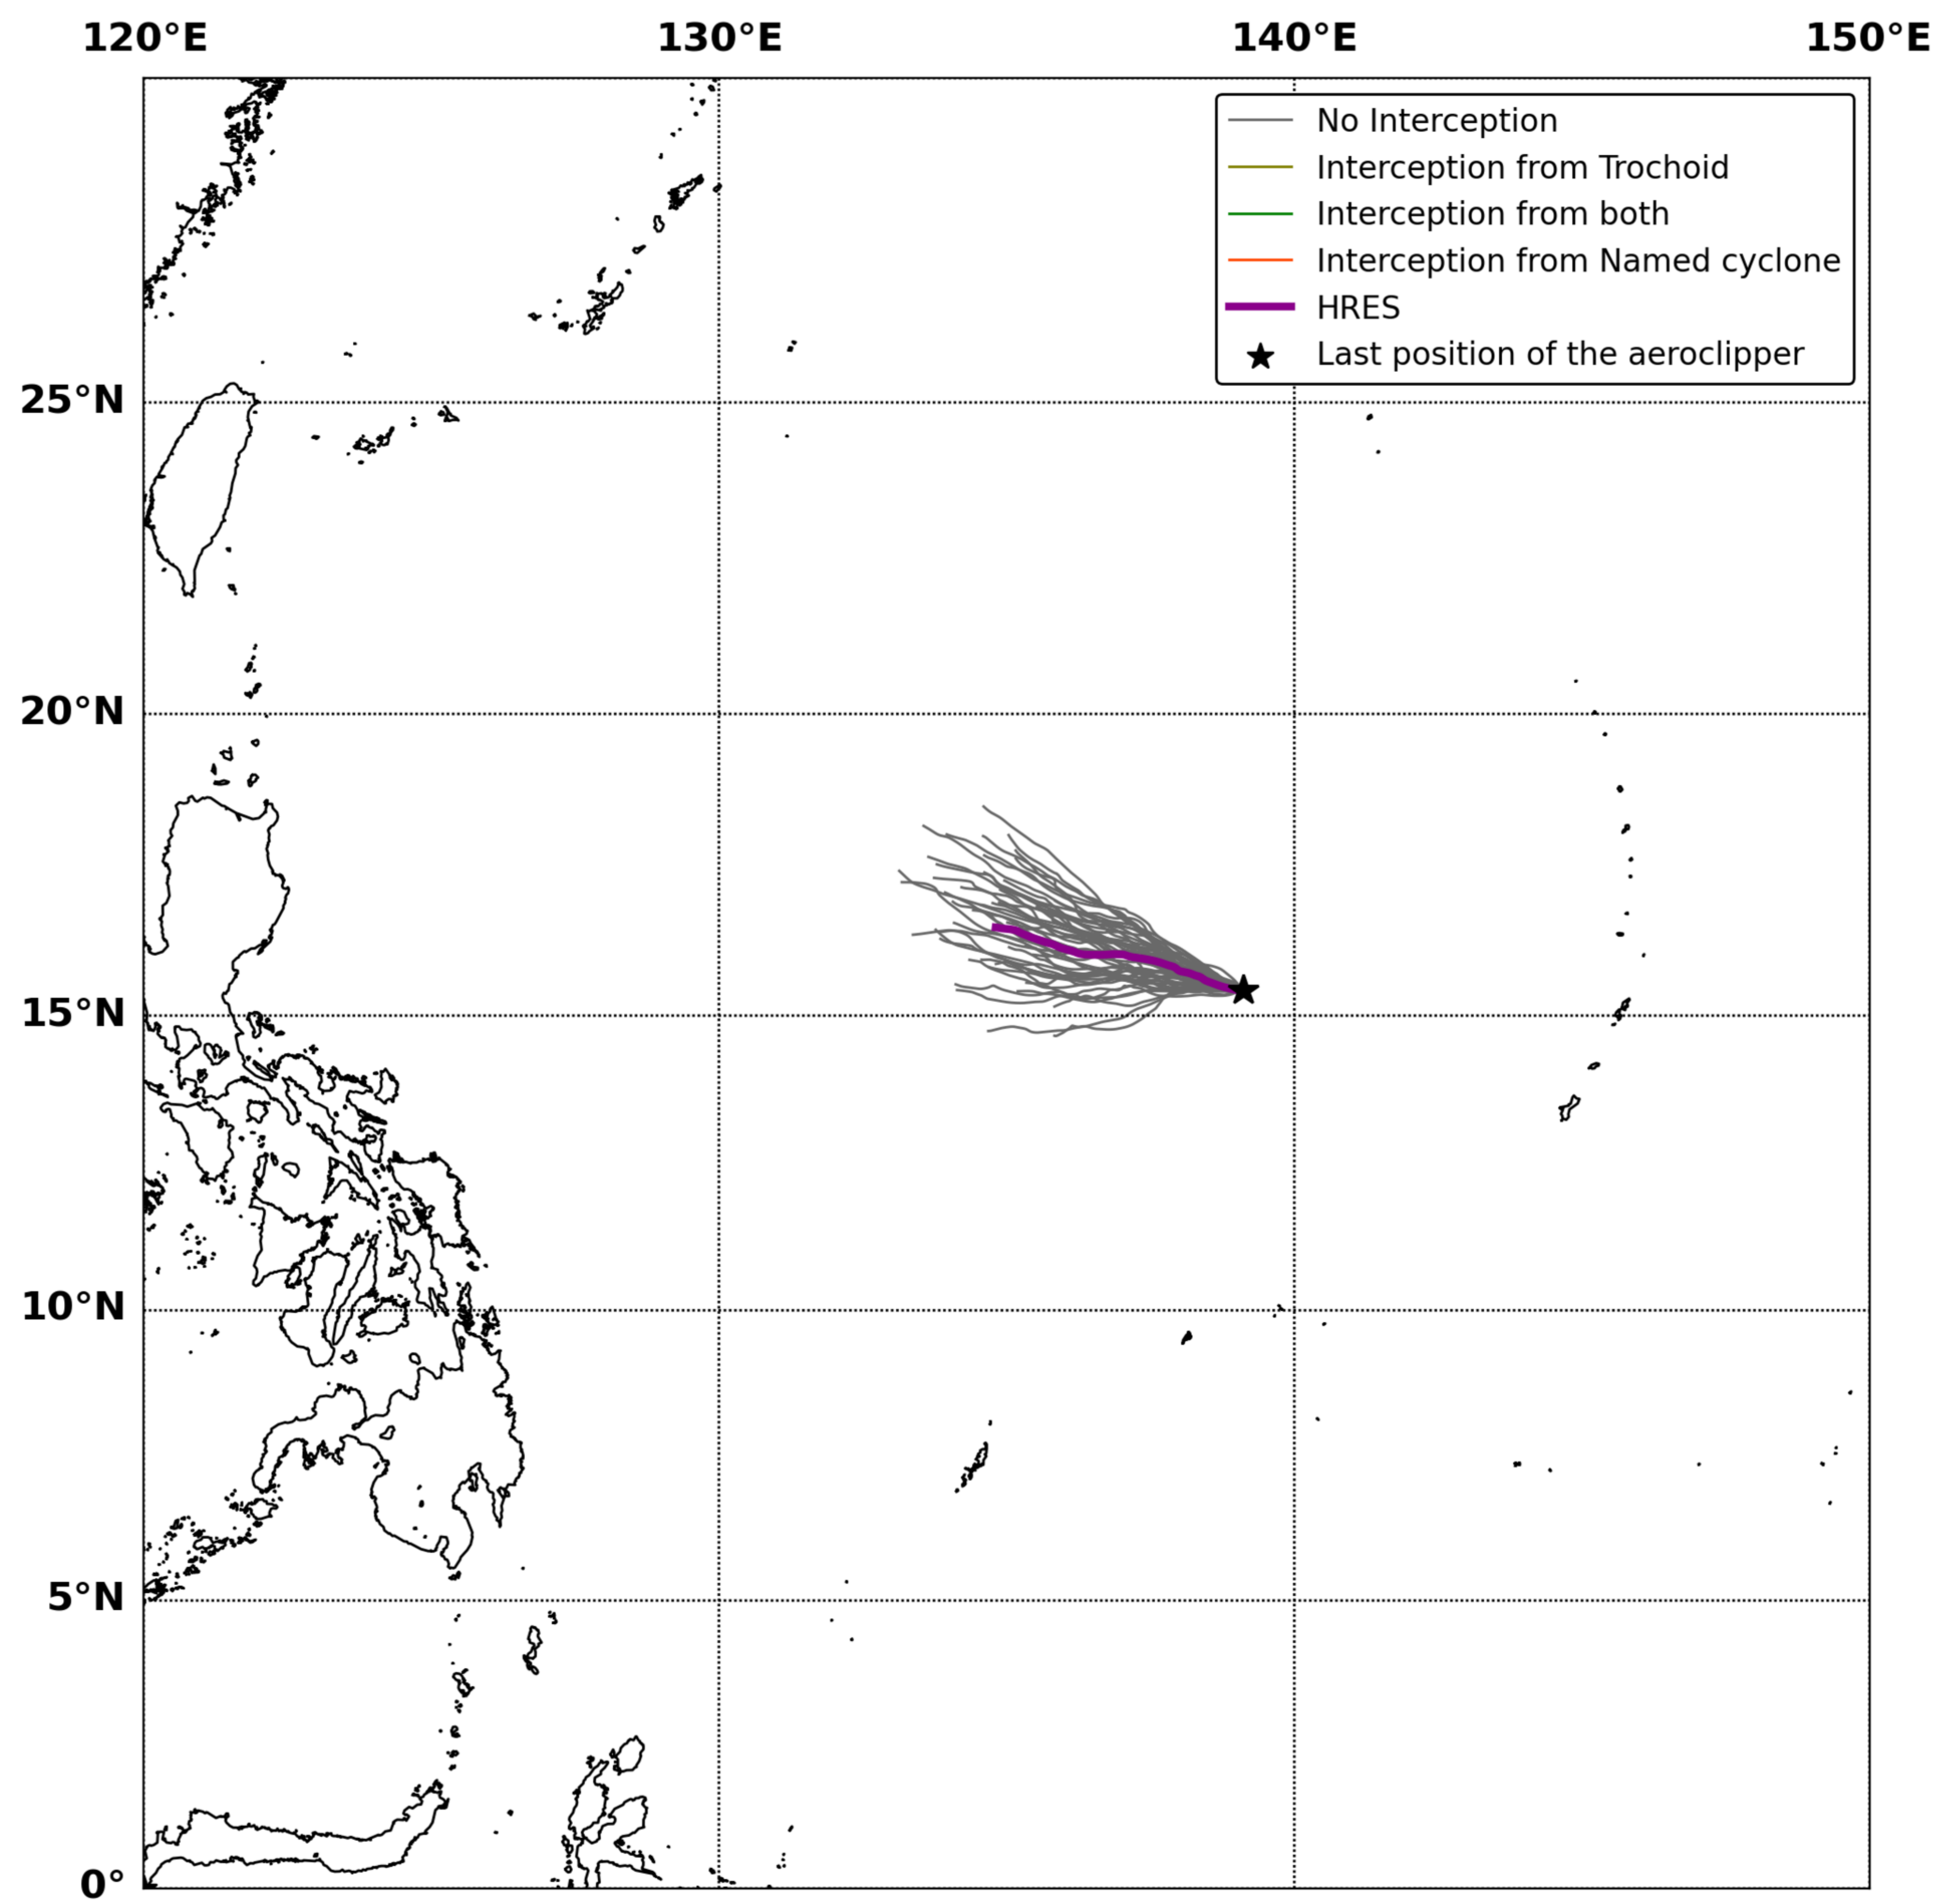 120°E 130°E 140°E 150°E
No Interception
Interception from Trochoid
Interception from both
Interception from Named cyclone
HRES
Last position of the aeroclipper
25°N
20°N
15°N
10°N
5°N
0°